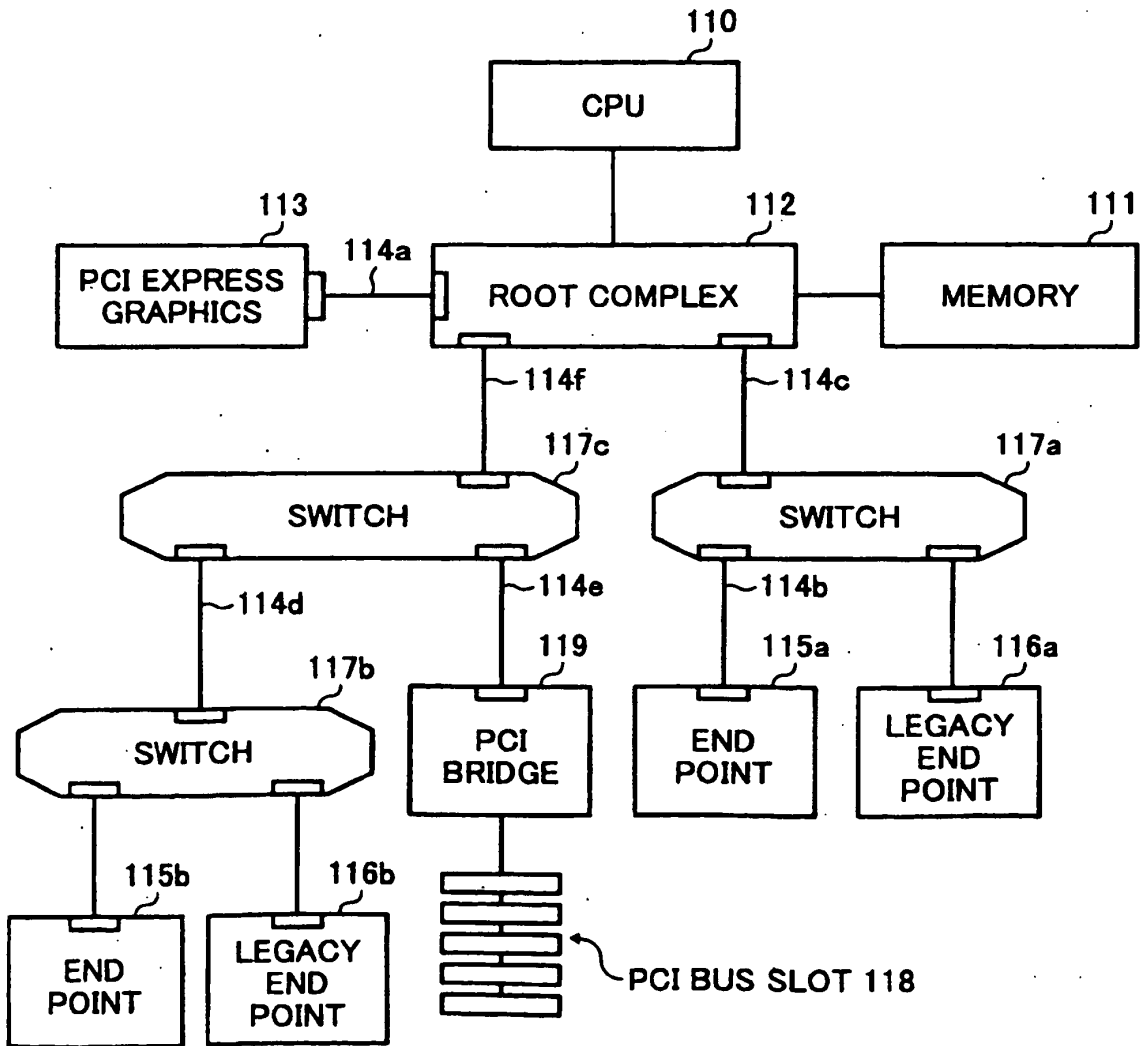 110
CPU
113
112
111
114a
PCI EXPRESS
GRAPHICS
ROOT COMPLEX
MEMORY
114f
114c
117c
117a
SWITCH
SWITCH
114d
114e
114b
117b
119
115a
116a
SWITCH
PCI
BRIDGE
END
POINT
LEGACY
END
POINT
115b
116b
END
POINT
LEGACY
END
POINT
PCI BUS SLOT 118